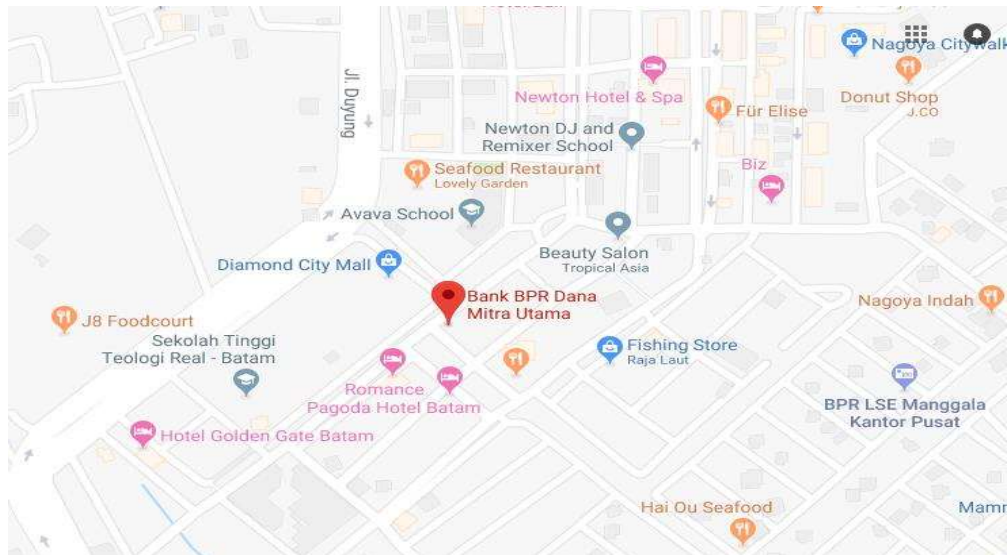 Nagoya Citywalk
Jl. Duyung
Newton Hotel & Spa
Für Elise
Donut Shop
J.CO
Newton DJ and
Remixer School
Seafood Restaurant
Lovely Garden
Biz
Avava School
Beauty Salon
Tropical Asia
Diamond City Mall
Bank BPR Dana
Mitra Utama
Nagoya Indah
J8 Foodcourt
Sekolah Tinggi
Teologi Real - Batam
Fishing Store
Raja Laut
Romance
Pagoda Hotel Batam
BPR LSE Manggala
Kantor Pusat
Hotel Golden Gate Batam
Hai Ou Seafood